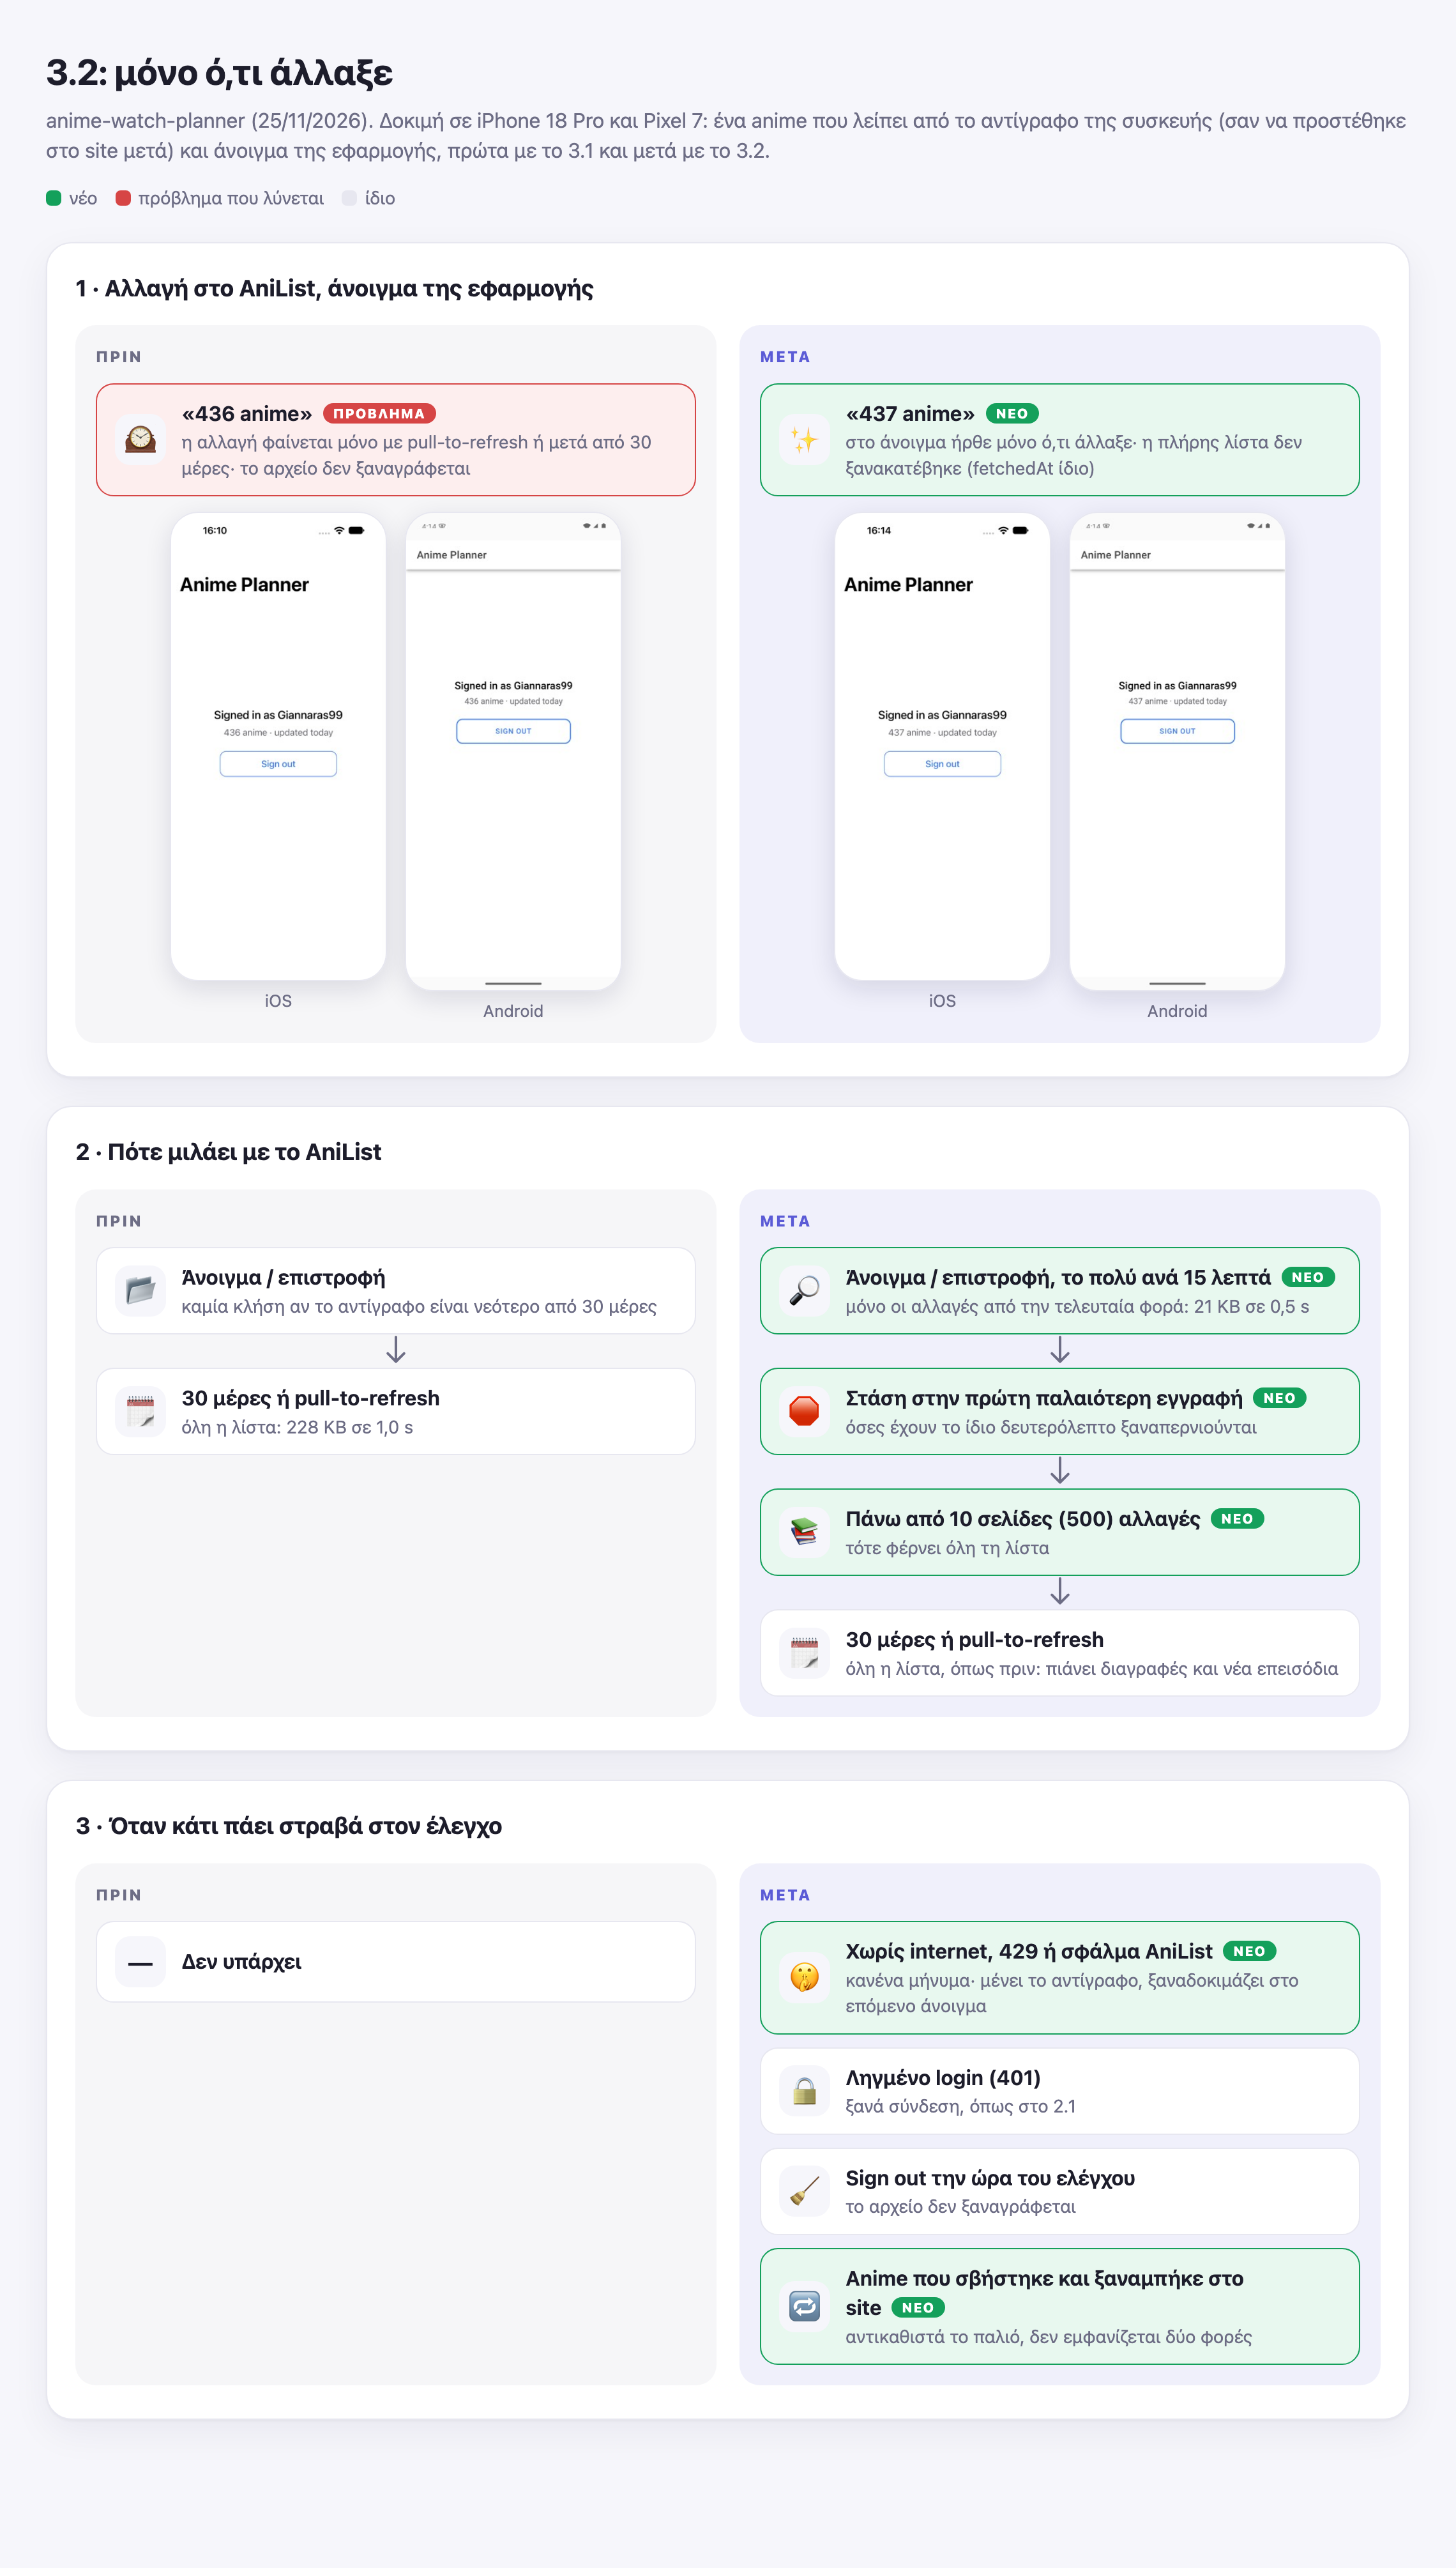 3.2: μόνο ό,τι άλλαξε
anime-watch-planner (25/11/2026). Δοκιμή σε iPhone 18 Pro και Pixel 7: ένα anime που λείπει από το αντίγραφο της συσκευής (σαν να προστέθηκε
στο site μετά) και άνοιγμα της εφαρμογής, πρώτα με το 3.1 και μετά με το 3.2.
νέο πρόβλημα που λύνεται ίδιο
1 · Αλλαγή στο AniList, άνοιγμα της εφαρμογής
ΠΡΙΝ
«436 anime» ΠΡΟΒΛΗΜΑ
η αλλαγή φαίνεται μόνο με pull-to-refresh ή μετά από 30
μέρες· το αρχείο δεν ξαναγράφεται
16:10
Anime Planner
Signed in as Giannaras99
436 anime · updated today
Sign out
iOS
4:14
Anime Planner
Signed in as Giannaras99
436 anime · updated today
SIGN OUT
Android
ΜΕΤΑ
«437 anime» ΝΕΟ
στο άνοιγμα ήρθε μόνο ό,τι άλλαξε· η πλήρης λίστα δεν
ξανακατέβηκε (fetchedAt ίδιο)
16:14
Anime Planner
Signed in as Giannaras99
437 anime · updated today
Sign out
iOS
4:14
Anime Planner
Signed in as Giannaras99
437 anime · updated today
SIGN OUT
Android
2 · Πότε μιλάει με το AniList
ΠΡΙΝ
Άνοιγμα / επιστροφή
καμία κλήση αν το αντίγραφο είναι νεότερο από 30 μέρες
30 μέρες ή pull-to-refresh
όλη η λίστα: 228 KB σε 1,0 s
ΜΕΤΑ
Άνοιγμα / επιστροφή, το πολύ ανά 15 λεπτά ΝΕΟ
μόνο οι αλλαγές από την τελευταία φορά: 21 KB σε 0,5 s
Στάση στην πρώτη παλαιότερη εγγραφή ΝΕΟ
όσες έχουν το ίδιο δευτερόλεπτο ξαναπερνιούνται
Πάνω από 10 σελίδες (500) αλλαγές ΝΕΟ
τότε φέρνει όλη τη λίστα
30 μέρες ή pull-to-refresh
όλη η λίστα, όπως πριν: πιάνει διαγραφές και νέα επεισόδια
3 · Όταν κάτι πάει στραβά στον έλεγχο
ΠΡΙΝ
— Δεν υπάρχει
ΜΕΤΑ
Χωρίς internet, 429 ή σφάλμα AniList ΝΕΟ
κανένα μήνυμα· μένει το αντίγραφο, ξαναδοκιμάζει στο
επόμενο άνοιγμα
Ληγμένο login (401)
ξανά σύνδεση, όπως στο 2.1
Sign out την ώρα του ελέγχου
το αρχείο δεν ξαναγράφεται
Anime που σβήστηκε και ξαναμπήκε στο
site ΝΕΟ
αντικαθιστά το παλιό, δεν εμφανίζεται δύο φορές